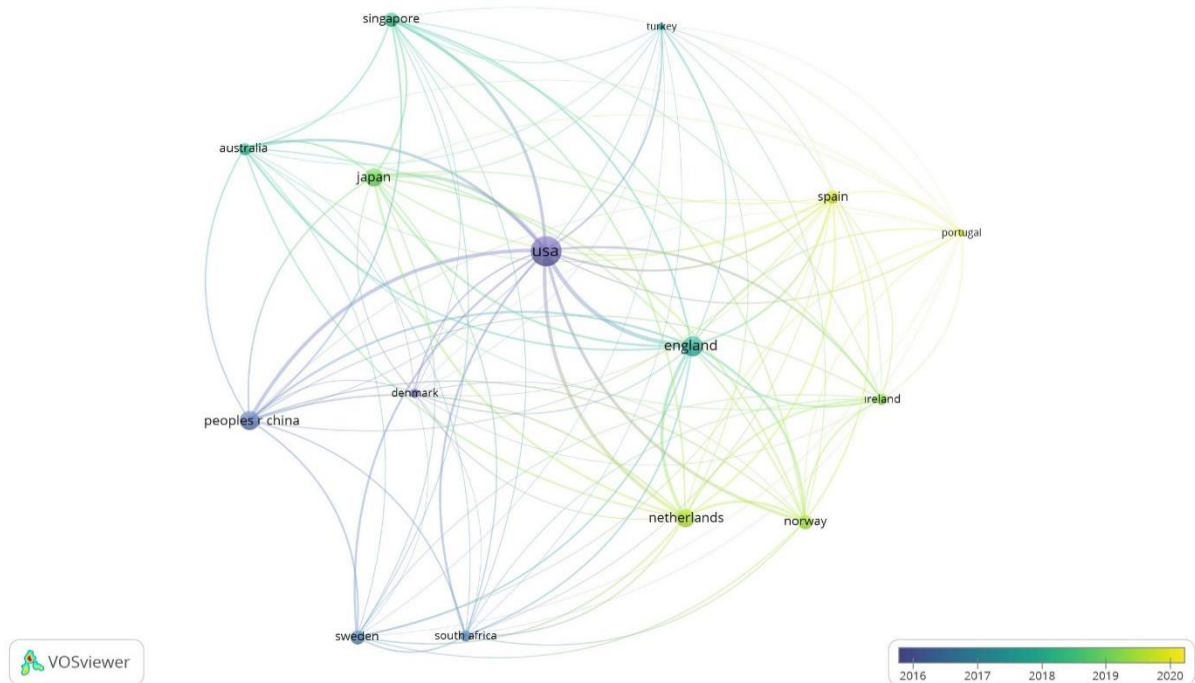 singapore
turkey
australia
japan
spain
portugal
usa
england
denmark
ireland
peoples r china
netherlands
norway
sweden
south africa
VOSviewer
2016 2017 2018 2019 2020